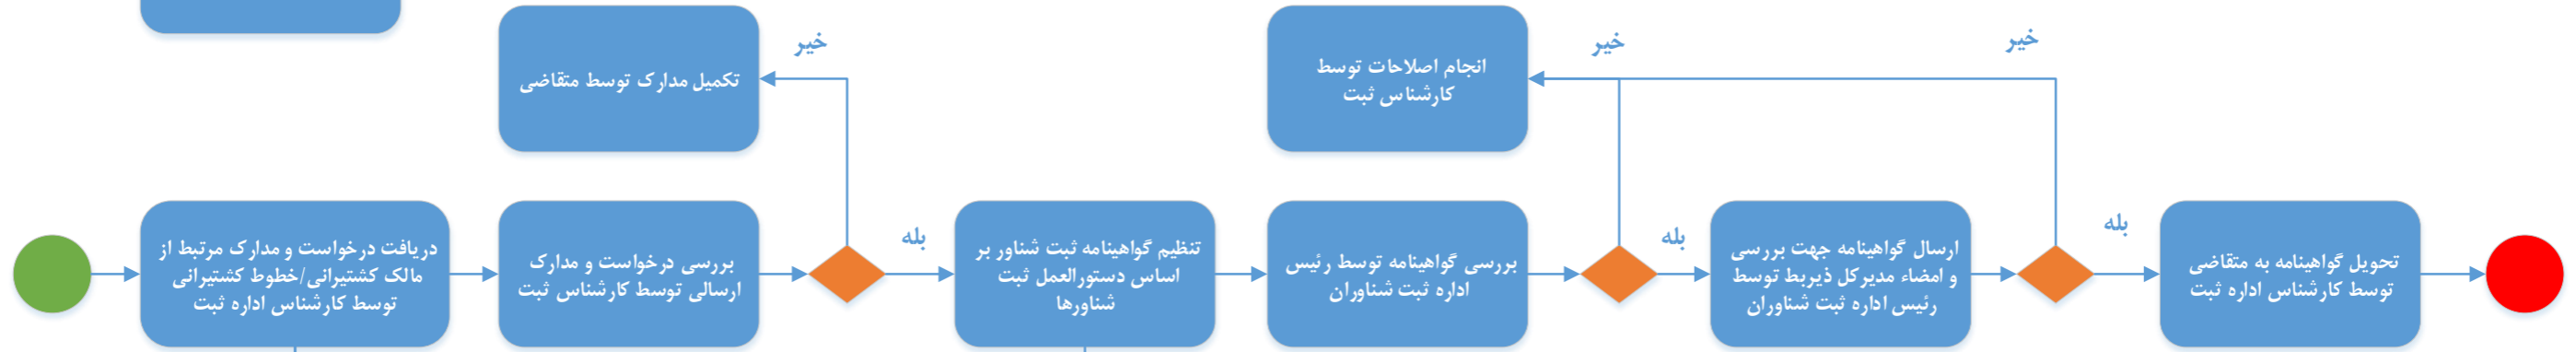 تکمیل مدارک توسط متقاضی
خیر
انجام اصلاحات توسط
کارشناس ثبت
خیر
خیر
دریافت درخواست و مدارک مرتبط از
مالک کشتیرانی/خطوط کشتیرانی
توسط کارشناس اداره ثبت
بررسی درخواست و مدارک
ارسالی توسط کارشناس ثبت
بله
تنظیم گواهینامه ثبت شناور بر
اساس دستورالعمل ثبت
شناورها
بررسی گواهینامه توسط رئیس
اداره ثبت شناوران
بله
ارسال گواهینامه جهت بررسی
و امضاء مدیرکل ذیربط توسط
رئیس اداره ثبت شناوران
بله
تحویل گواهینامه به متقاضی
توسط کارشناس اداره ثبت